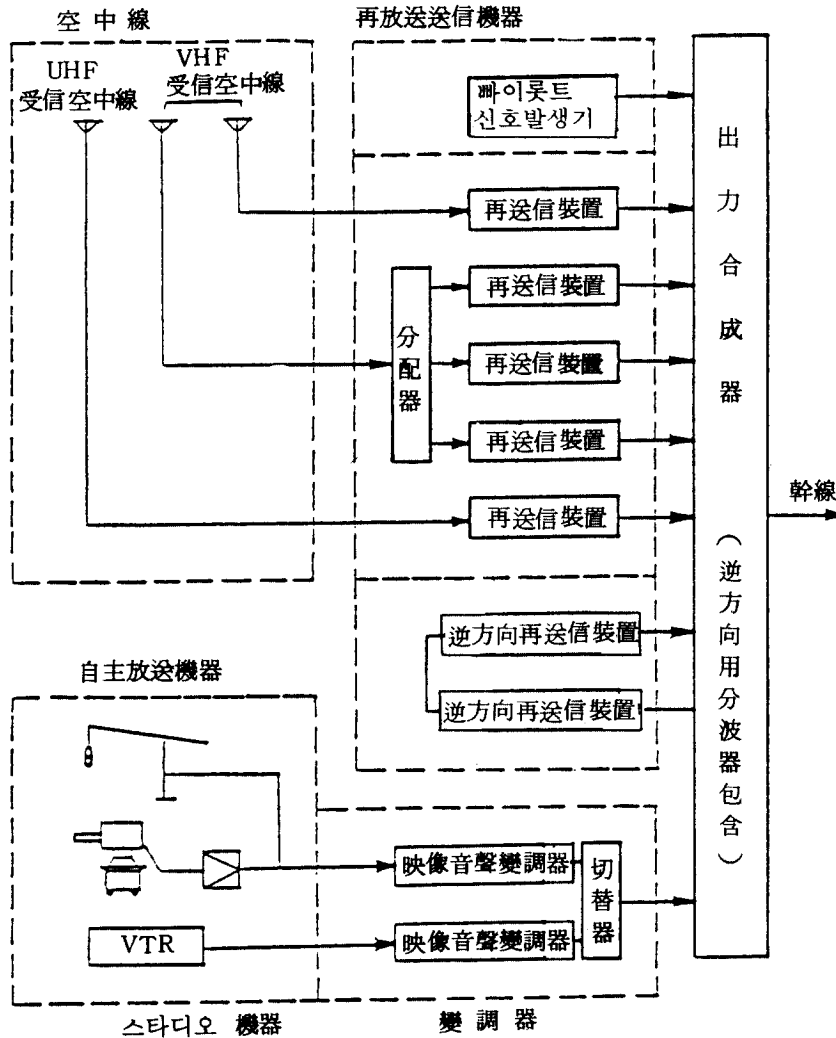 空中線
再放送送信機器
UHF
受信空中線
VHF
受信空中線
빠이롯트
신호발생기
再送信裝置
再送信裝置
分配器
再送信裝置
再送信裝置
再送信裝置
出力合成器
(逆方向用分波器包含)
幹線
逆方向再送信裝置
逆方向再送信裝置
自主放送機器
映像音聲變調器
切替器
VTR
映像音聲變調器
스타디오 機器
變調器